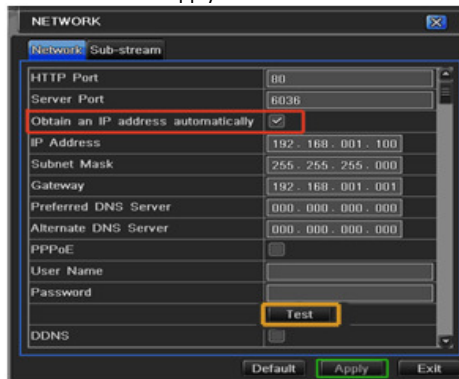 NETWORK
Network Sub-stream
HTTP Port 80
Server Port 6036
Obtain an IP address automatically
IP Address 192 . 168 . 001 . 100
Subnet Mask 255 . 255 . 255 . 000
Gateway 192 . 168 . 001 . 001
Preferred DNS Server 000 . 000 . 000 . 000
Alternate DNS Server 000 . 000 . 000 . 000
PPPoE
User Name
Password
Test
DDNS
Default Apply Exit